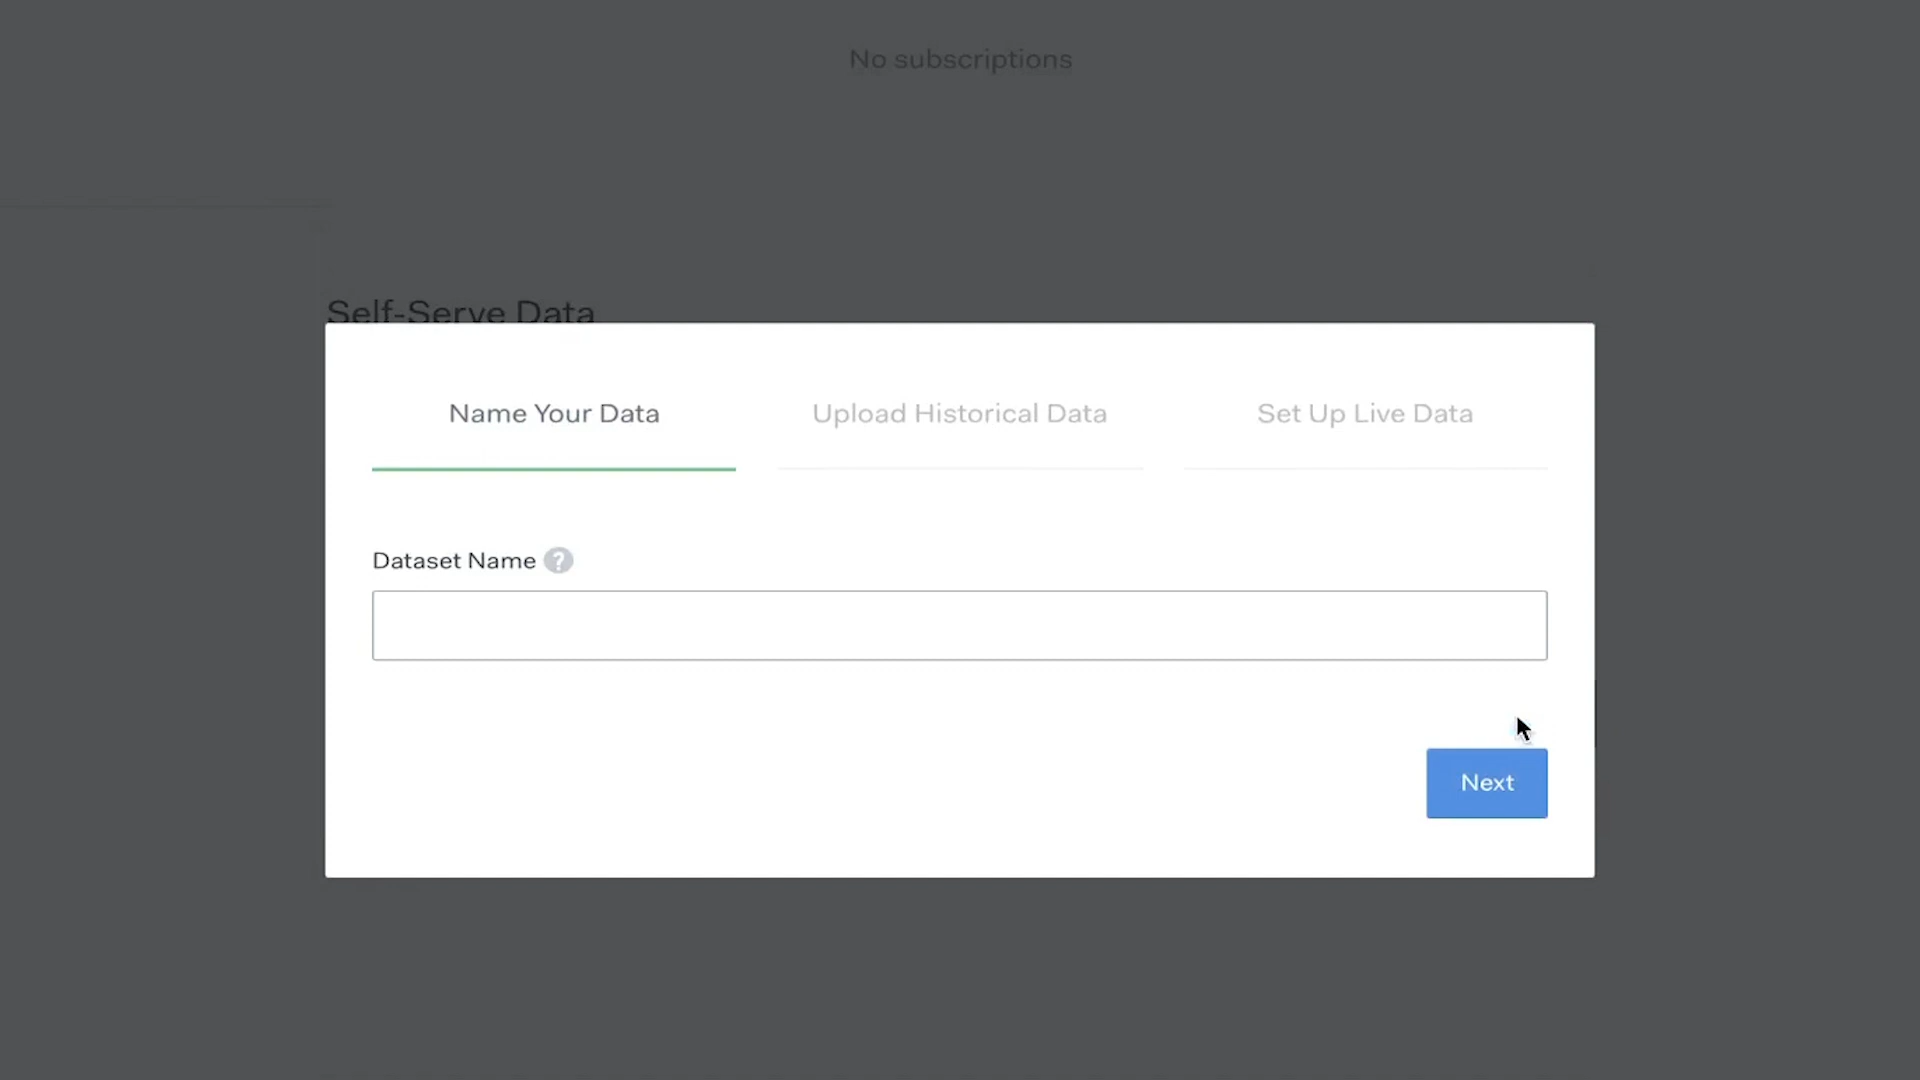 No subscriptions
Self-Serve Data
Name Your Data
Upload Historical Data
Set Up Live Data
Dataset Name ?
Next